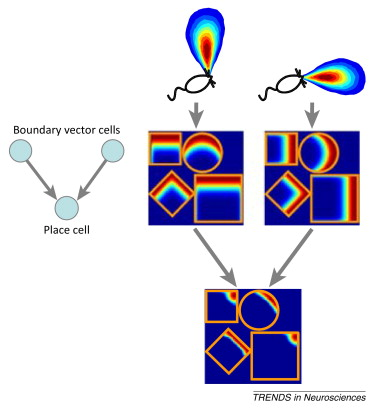 Boundary vector cells
Place cell
TRENDS in Neurosciences